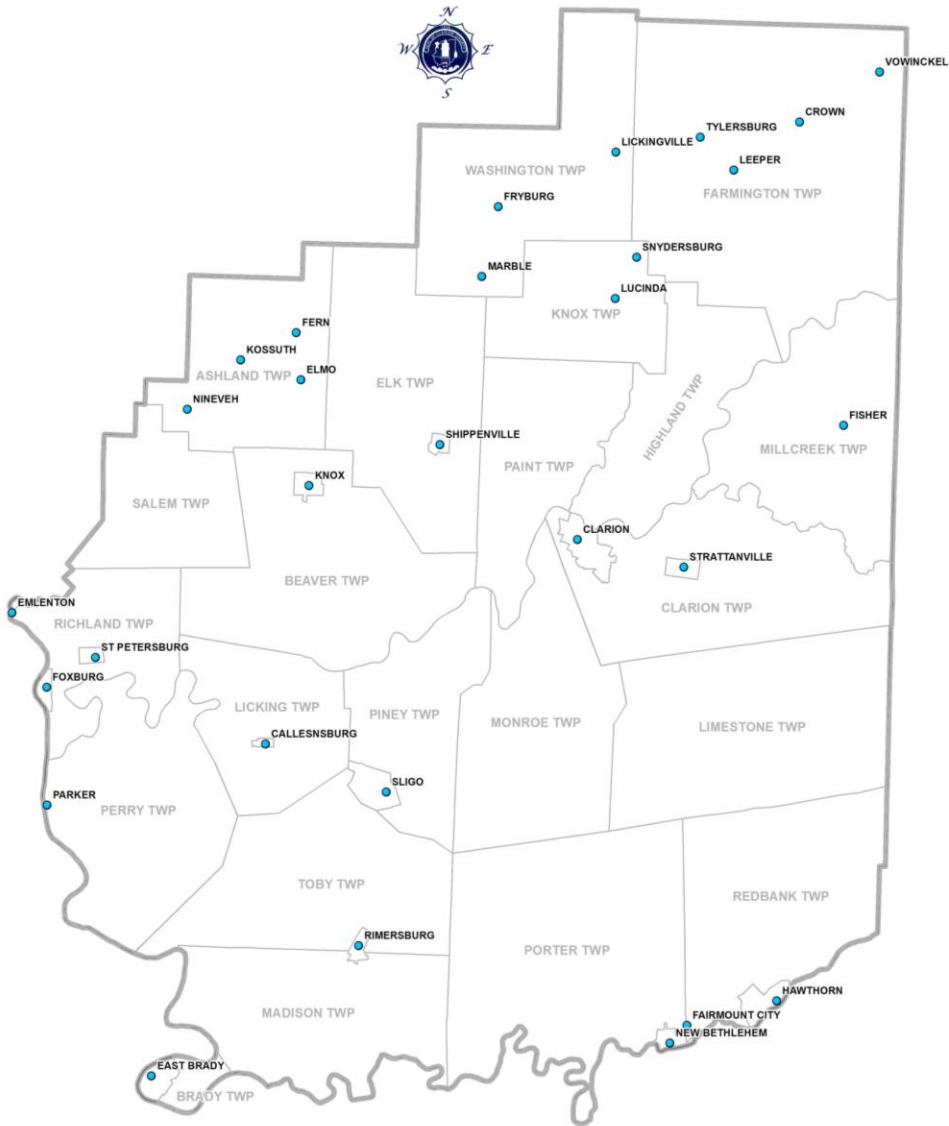 N
W
E
S
VOWINCKEL
CROWN
TYLERSBURG
LICKINGVILLE
LEEPER
WASHINGTON TWP
FARMINGTON TWP
FRYBURG
SNYDERSBURG
MARBLE
LUCINDA
KNOX TWP
FERN
KOSSUTH
ELMO
ASHLAND TWP
ELK TWP
NINEVEH
HIGHLAND TWP
FISHER
SHIPPENVILLE
MILLCREEK TWP
PAINT TWP
KNOX
SALEM TWP
CLARION
STRATTANVILLE
BEAVER TWP
CLARION TWP
EMLENTON
RICHLAND TWP
ST PETERSBURG
FOXBURG
LICKING TWP
PINEY TWP
MONROE TWP
LIMESTONE TWP
CALLESNSBURG
SLIGO
PARKER
PERRY TWP
TOBY TWP
REDBANK TWP
RIMERSBURG
PORTER TWP
HAWTHORN
MADISON TWP
FAIRMOUNT CITY
NEW BETHLEHEM
EAST BRADY
BRADY TWP